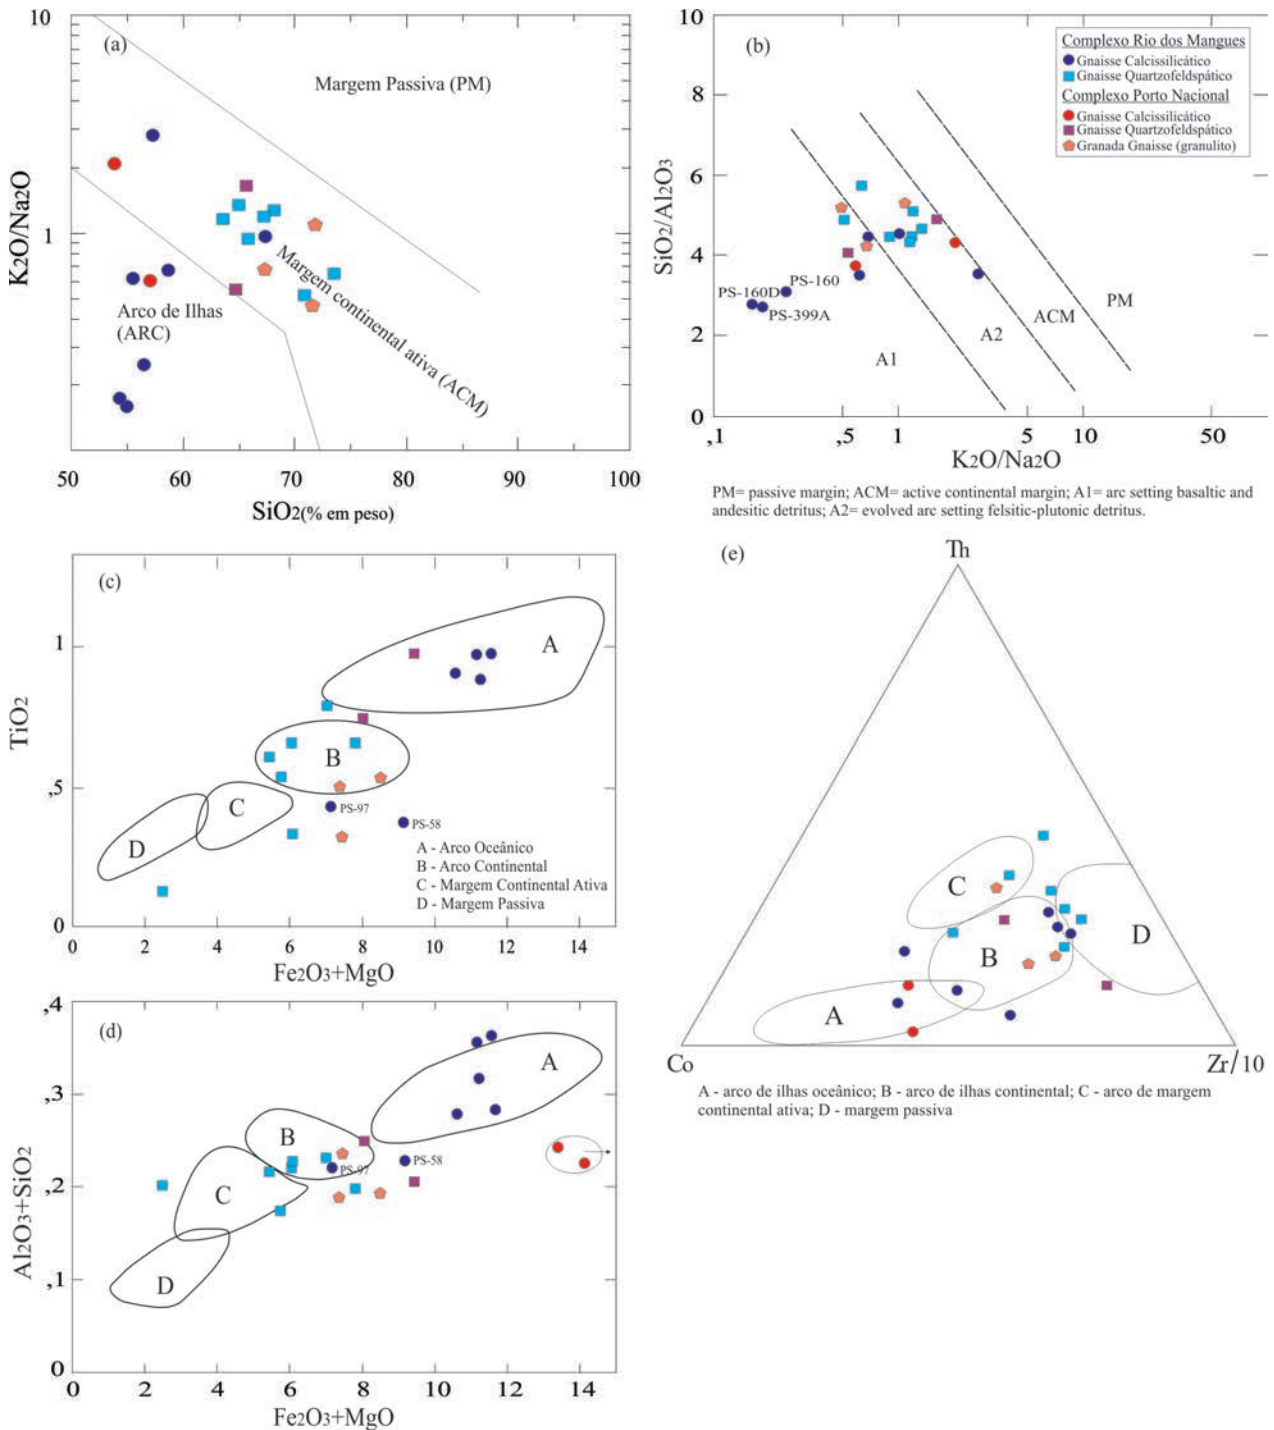 (a)
10
1
K2O/Na2O
Margem Passiva (PM)
Margem continental ativa (ACM)
Arco de Ilhas
(ARC)
50
60
70
80
90
100
SiO2(% em peso)
(b)
10
8
6
4
2
0
SiO2/Al2O3
Complexo Rio dos Mangues
Gnaisse Calcissilicático
Gnaisse Quartzofeldspático
Complexo Porto Nacional
Gnaisse Calcissilicático
Gnaisse Quartzofeldspático
Granada Gnaisse (granulito)
PS-160
PS-160D
PS-399A
A1
A2
ACM
PM
,1
,5
1
5
10
50
K2O/Na2O
PM= passive margin; ACM= active continental margin; A1= arc setting basaltic and
andesitic detritus; A2= evolved arc setting felsitic-plutonic detritus.
(c)
1
,5
0
TiO2
A
B
C
D
PS-97
PS-58
A - Arco Oceânico
B - Arco Continental
C - Margem Continental Ativa
D - Margem Passiva
0
2
4
6
8
10
12
14
Fe2O3+MgO
(d)
,4
,3
,2
,1
0
Al2O3+SiO2
A
B
C
D
PS-97
PS-58
0
2
4
6
8
10
12
14
Fe2O3+MgO
(e)
Th
C
B
D
A
Co
Zr/10
A - arco de ilhas oceânico; B - arco de ilhas continental; C - arco de margem
continental ativa; D - margem passiva